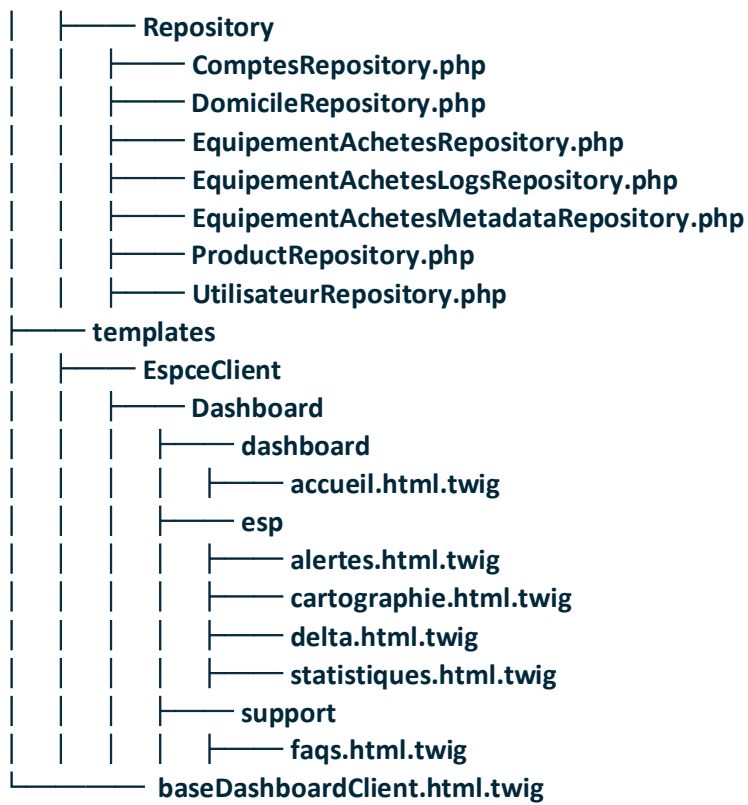 Repository
ComptesRepository.php
DomicileRepository.php
EquipementAchetesRepository.php
EquipementAchetesLogsRepository.php
EquipementAchetesMetadataRepository.php
ProductRepository.php
UtilisateurRepository.php
templates
EspceClient
Dashboard
dashboard
accueil.html.twig
esp
alertes.html.twig
cartographie.html.twig
delta.html.twig
statistiques.html.twig
support
faqs.html.twig
baseDashboardClient.html.twig